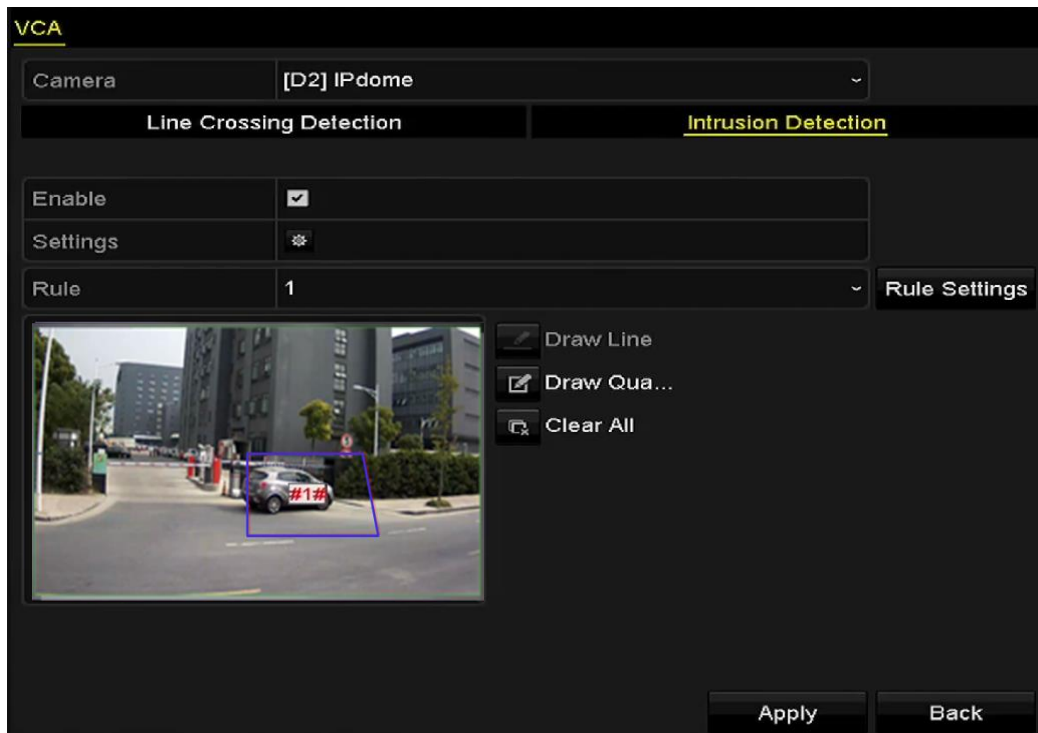 VCA
Camera [D2] IPdome
Line Crossing Detection Intrusion Detection
Enable
Settings
Rule 1 Rule Settings
Draw Line
Draw Qua...
Clear All
#1#
Apply Back